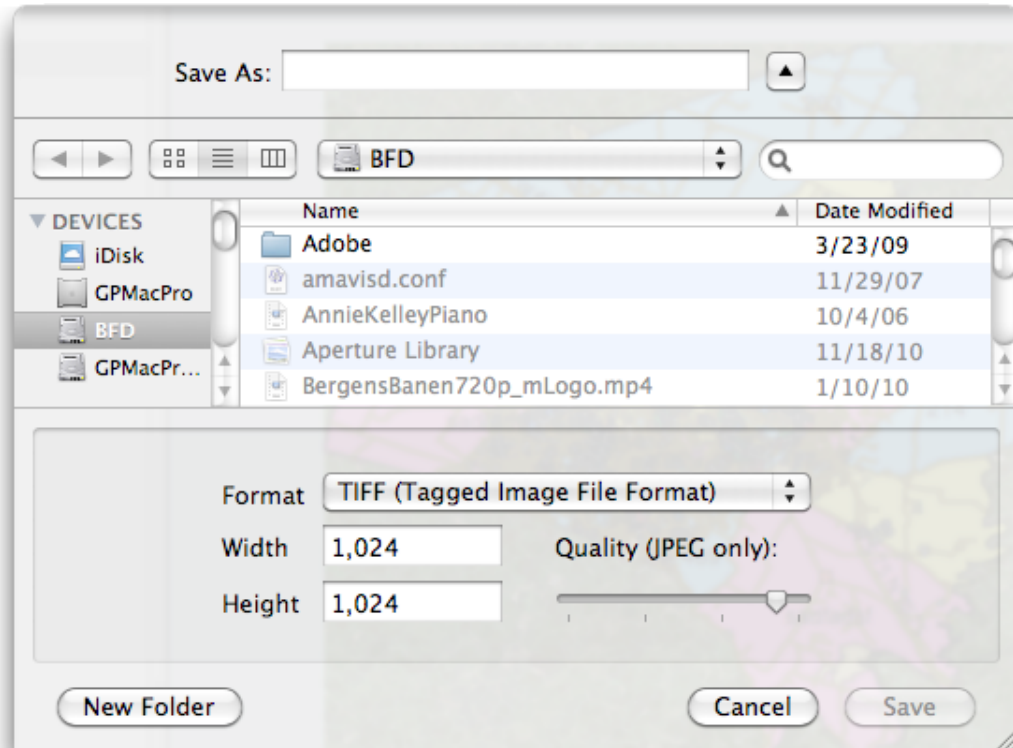 Save As:
BFD
DEVICES
iDisk
GPMacPro
BFD
GPMacPr...
Name Date Modified
Adobe 3/23/09
amavisd.conf 11/29/07
AnnieKelleyPiano 10/4/06
Aperture Library 11/18/10
BergensBanen720p_mLogo.mp4 1/10/10
Format TIFF (Tagged Image File Format)
Width 1,024 Quality (JPEG only):
Height 1,024
New Folder Cancel Save